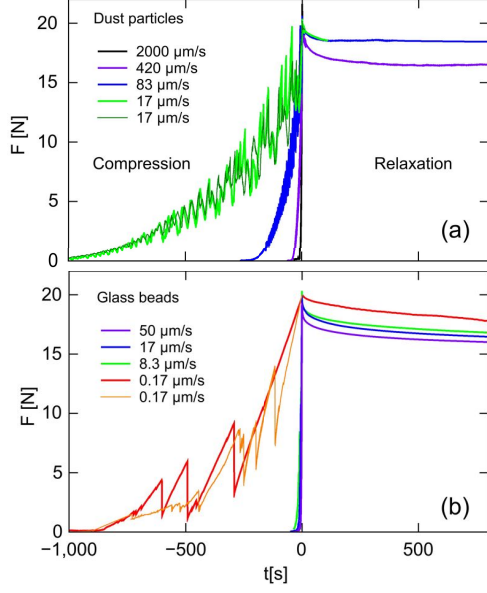 Dust particles
2000 μm/s
420 μm/s
83 μm/s
17 μm/s
17 μm/s
Compression
Relaxation
(a)
F [N]
20
15
10
5
0
Glass beads
50 μm/s
17 μm/s
8.3 μm/s
0.17 μm/s
0.17 μm/s
(b)
F [N]
20
15
10
5
0
-1,000
-500
0
500
t[s]